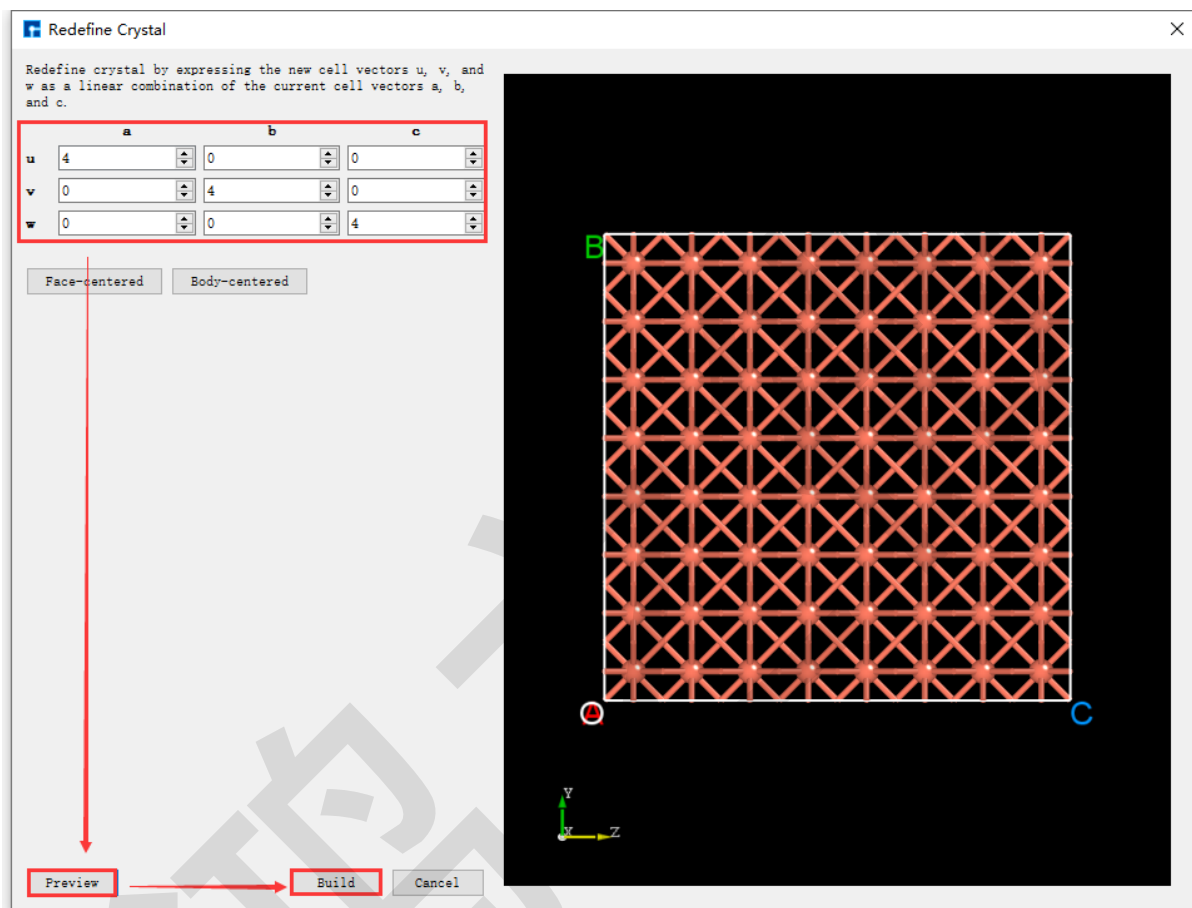 Redefine Crystal
Redefine crystal by expressing the new cell vectors u, v, and
w as a linear combination of the current cell vectors a, b,
and c.
a b c
u 4 0 0
v 0 4 0
w 0 0 4
Face-centered Body-centered
B
A
O
C
Y
X
Z
Preview Build Cancel